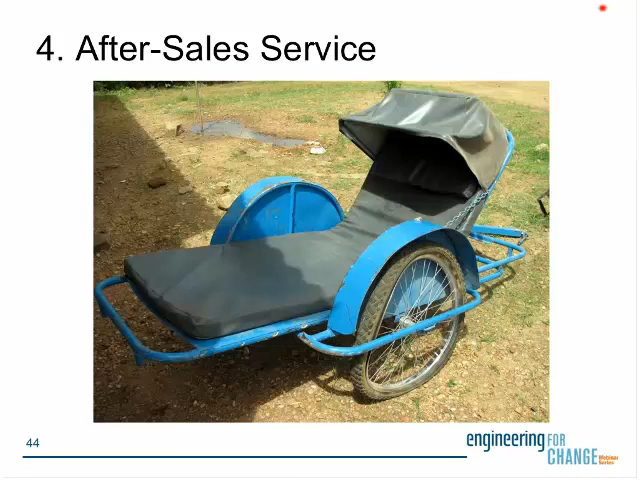 4. After-Sales Service
44
engineering FOR
CHANGE Webinar
Series